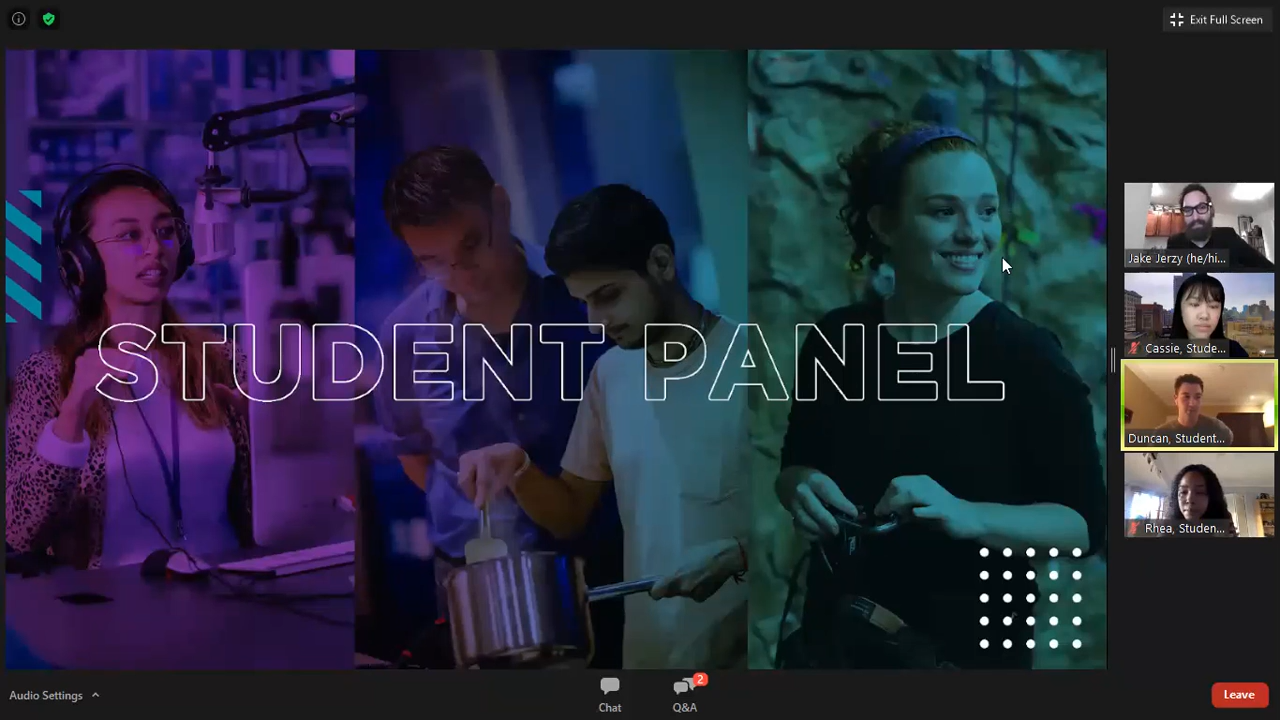 Exit Full Screen
STUDENT PANEL
Jake Jerzy (he/hi...
Cassie, Stude...
Duncan, Student...
Rhea, Studen...
Audio Settings
Chat
2
Q&A
Leave